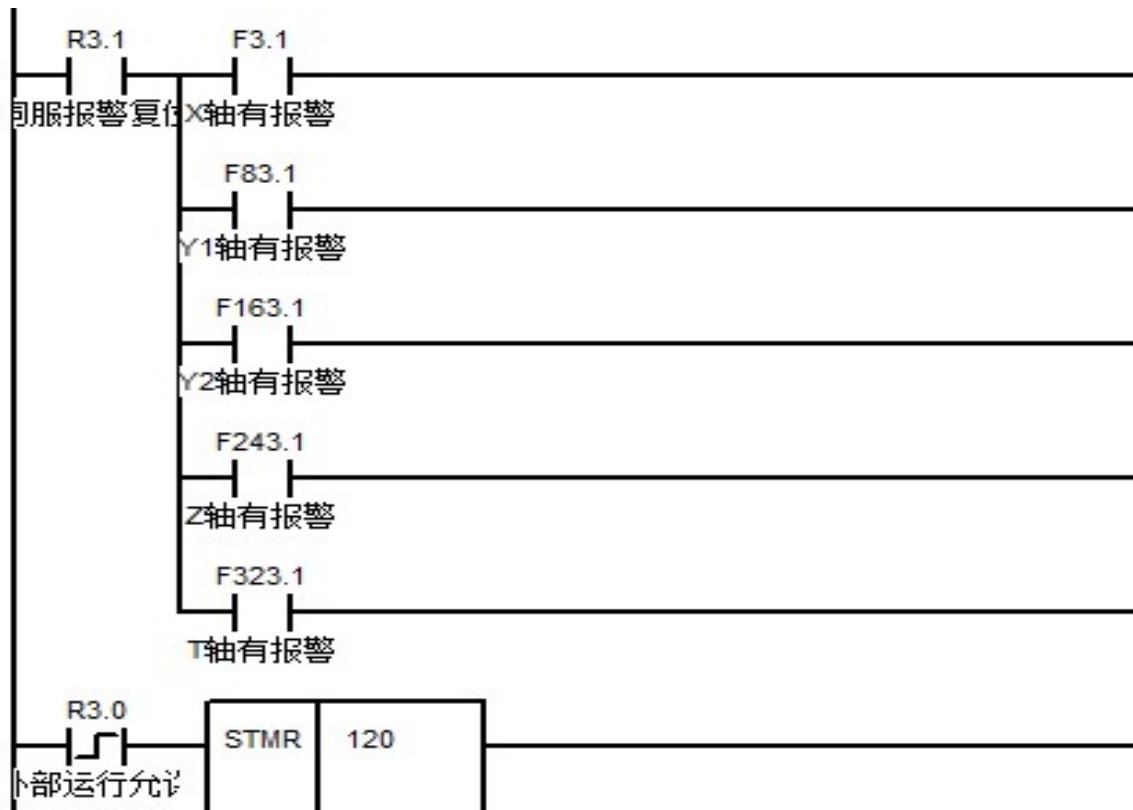 R3.1 F3.1
伺服报警复位 X轴有报警
F83.1
Y1轴有报警
F163.1
Y2轴有报警
F243.1
Z轴有报警
F323.1
T轴有报警
R3.0
STMR 120
外部运行允许